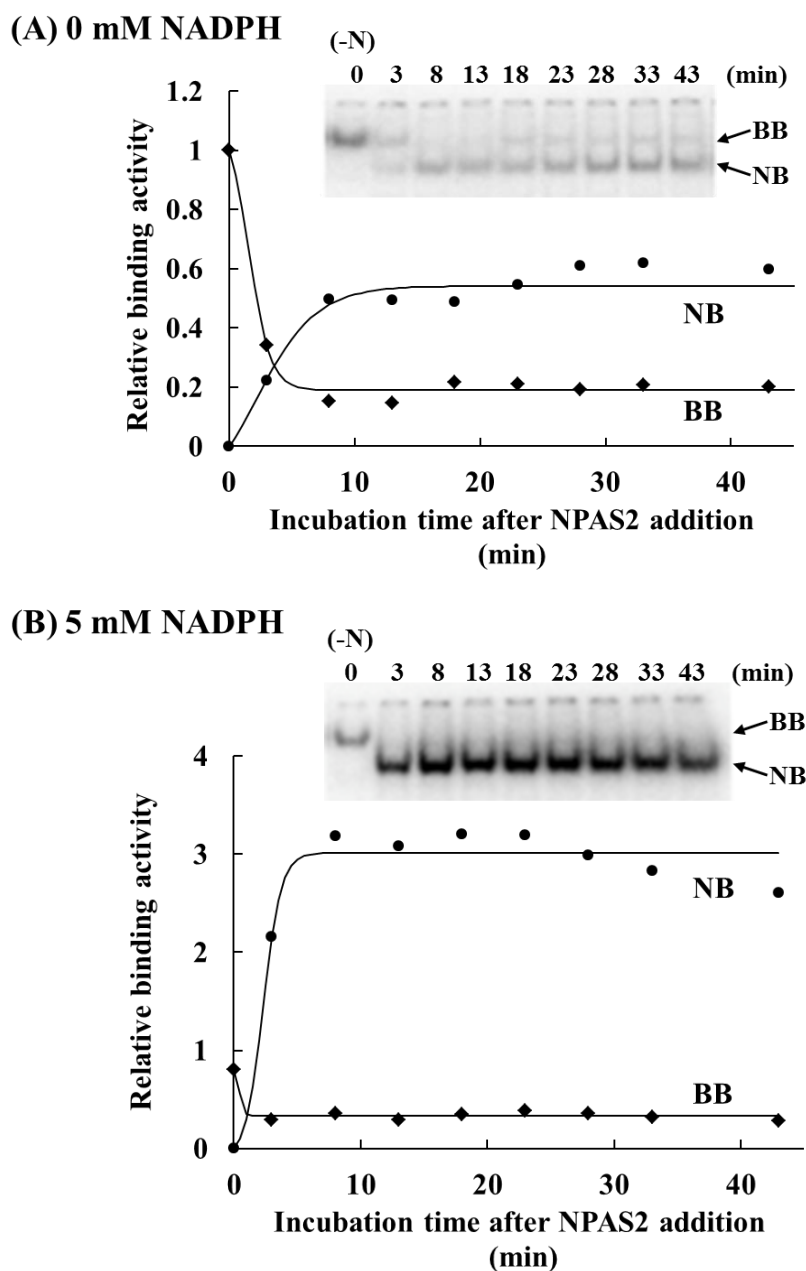 (A) 0 mM NADPH
(-N)
0 3 8 13 18 23 28 33 43 (min)
BB
NB
1.2
1
0.8
0.6
0.4
0.2
0
Relative binding activity
NB
BB
0 10 20 30 40
Incubation time after NPAS2 addition
(min)
(B) 5 mM NADPH
(-N)
0 3 8 13 18 23 28 33 43 (min)
BB
NB
4
3
2
1
0
Relative binding activity
NB
BB
0 10 20 30 40
Incubation time after NPAS2 addition
(min)